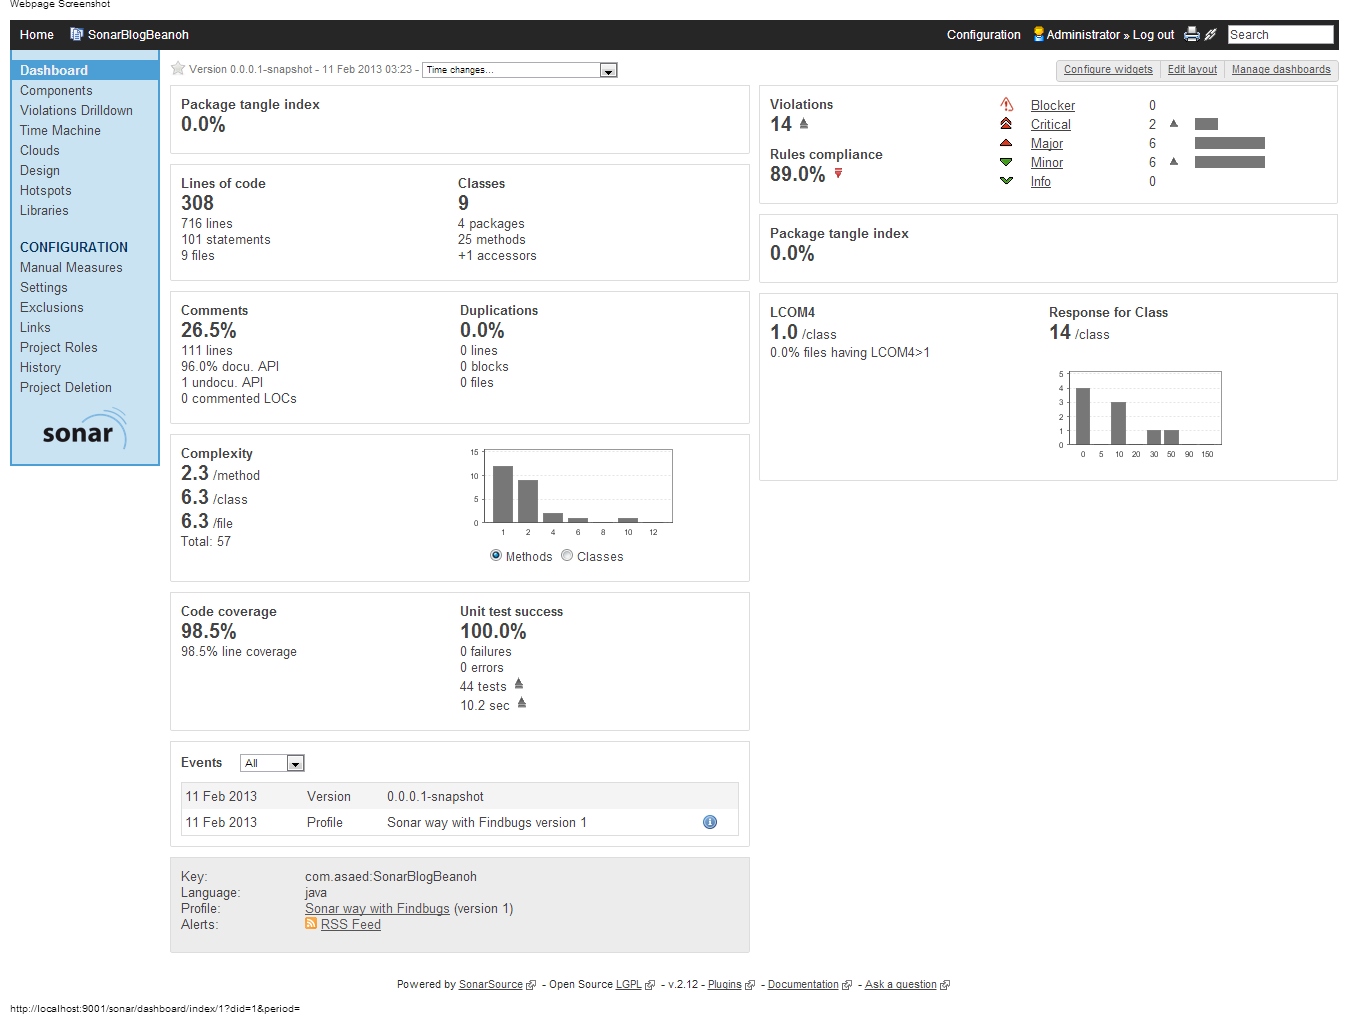 Webpage Screenshot
Home SonarBlogBeanoh Configuration Administrator » Log out Search
Dashboard
Components
Violations Drilldown
Time Machine
Clouds
Design
Hotspots
Libraries
CONFIGURATION
Manual Measures
Settings
Exclusions
Links
Project Roles
History
Project Deletion
sonar
Version 0.0.0.1-snapshot - 11 Feb 2013 03:23 - Time changes...
Configure widgets Edit layout Manage dashboards
Package tangle index
0.0%
Lines of code
308
716 lines
101 statements
9 files
Classes
9
4 packages
25 methods
+1 accessors
Comments
26.5%
111 lines
96.0% docu. API
1 undocu. API
0 commented LOCs
Duplications
0.0%
0 lines
0 blocks
0 files
Complexity
2.3 /method
6.3 /class
6.3 /file
Total: 57
15
10
5
0
1 2 4 6 8 10 12
Methods Classes
Code coverage
98.5%
98.5% line coverage
Unit test success
100.0%
0 failures
0 errors
44 tests
10.2 sec
Events All
11 Feb 2013 Version 0.0.0.1-snapshot
11 Feb 2013 Profile Sonar way with Findbugs version 1
Key: com.asaed:SonarBlogBeanoh
Language: java
Profile: Sonar way with Findbugs (version 1)
Alerts: RSS Feed
Violations
14
Rules compliance
89.0%
Blocker 0
Critical 2
Major 6
Minor 6
Info 0
Package tangle index
0.0%
LCOM4
1.0 /class
0.0% files having LCOM4>1
Response for Class
14 /class
5
4
3
2
1
0
0 5 10 20 30 50 90 150
Powered by SonarSource - Open Source LGPL - v.2.12 - Plugins - Documentation - Ask a question
http://localhost:9001/sonar/dashboard/index/1?did=1&period=